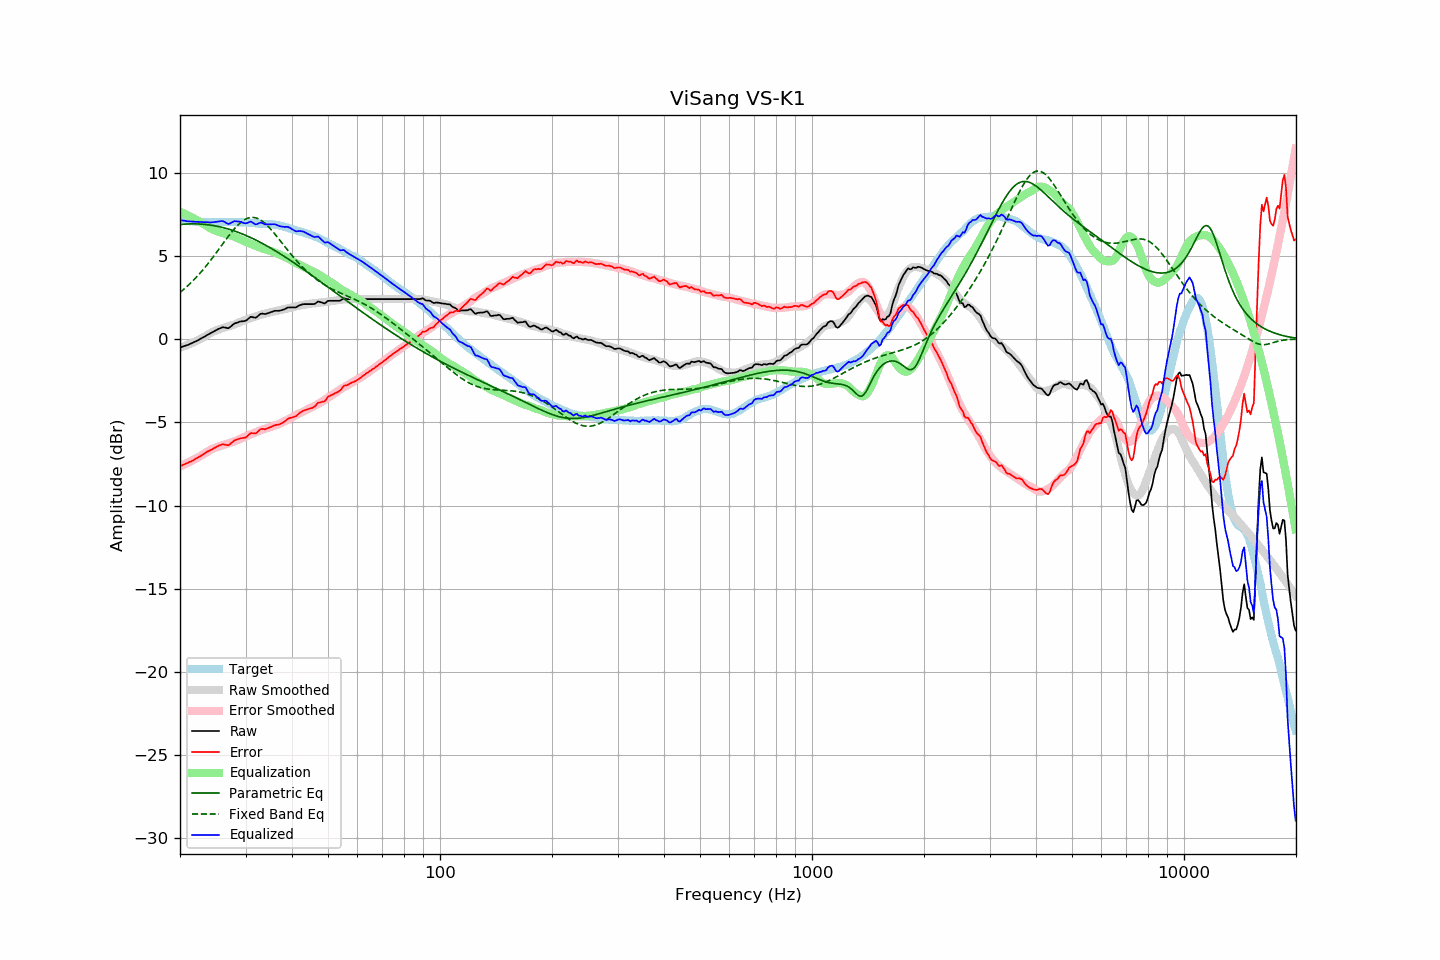 ViSang VS-K1
Amplitude (dBr)
10
5
0
−5
−10
−15
−20
−25
−30
Target
Raw Smoothed
Error Smoothed
Raw
Error
Equalization
Parametric Eq
Fixed Band Eq
Equalized
100
1000
10000
Frequency (Hz)